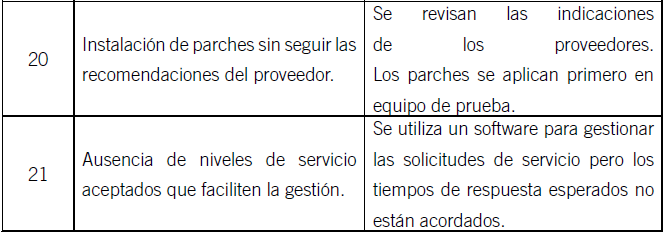 20
Instalación de parches sin seguir las
recomendaciones del proveedor.
Se revisan las indicaciones
de los proveedores.
Los parches se aplican primero en
equipo de prueba.
21
Ausencia de niveles de servicio
aceptados que faciliten la gestión.
Se utiliza un software para gestionar
las solicitudes de servicio pero los
tiempos de respuesta esperados no
están acordados.